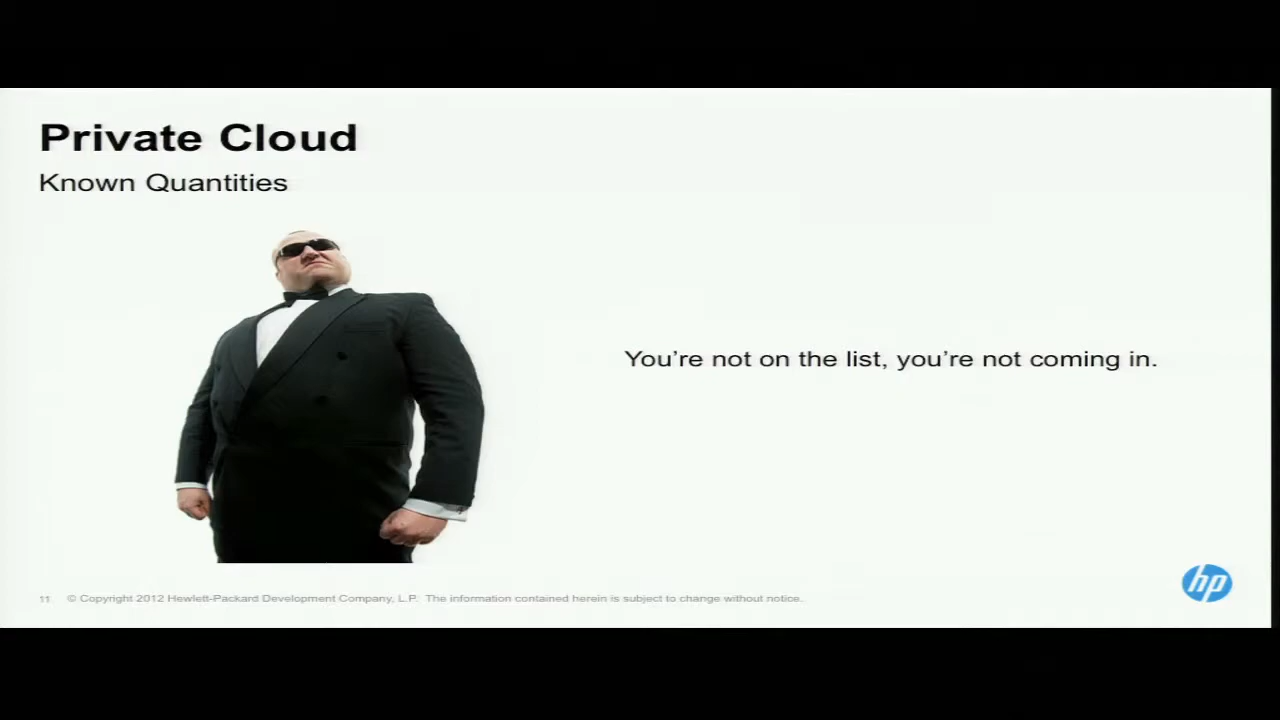 Private Cloud
Known Quantities
You’re not on the list, you’re not coming in.
11 © Copyright 2012 Hewlett-Packard Development Company, L.P. The information contained herein is subject to change without notice.
hp